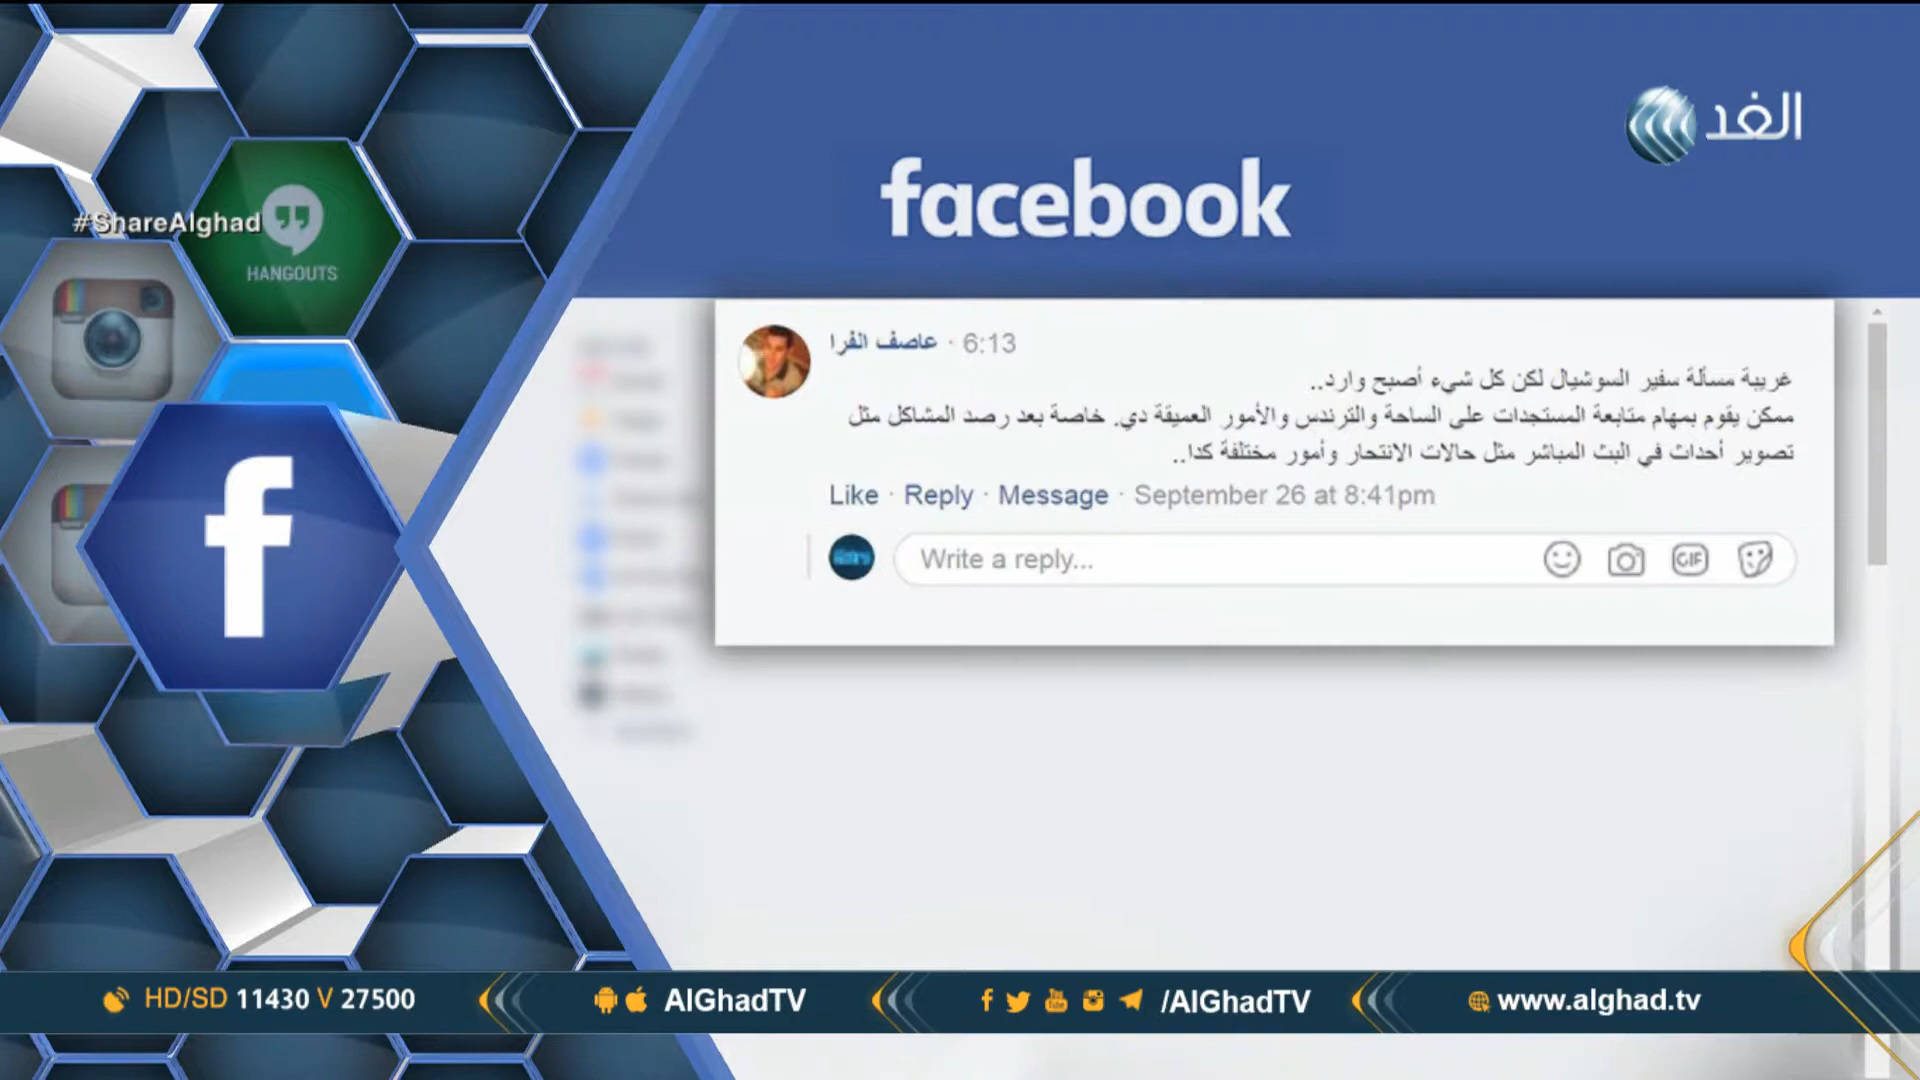 الغد
facebook
#ShareAlghad
HANGOUTS
عاصف الفرا · 6:13
غريبة مسألة سفير السوشيال لكن كل شيء أصبح وارد..
ممكن يقوم بمهام متابعة المستجدات على الساحة والترندس والأمور العميقة دي. خاصة بعد رصد المشاكل مثل
تصوير أحداث في البث المباشر مثل حالات الانتحار وأمور مختلفة كدا..
Like · Reply · Message · September 26 at 8:41pm
Write a reply...
GIF
HD/SD 11430 V 27500
AlGhadTV
/AlGhadTV
www.alghad.tv